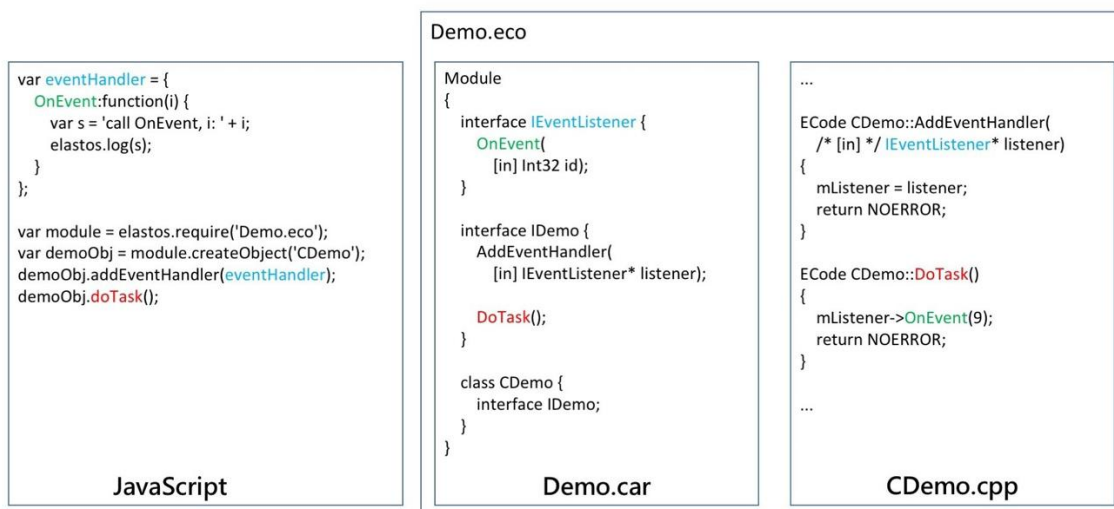 Demo.eco
var eventHandler = {
OnEvent:function(i) {
var s = 'call OnEvent, i: ' + i;
elastos.log(s);
}
};
var module = elastos.require('Demo.eco');
var demoObj = module.createObject('CDemo');
demoObj.addEventHandler(eventHandler);
demoObj.doTask();
JavaScript
Module
{
interface IEventListener {
OnEvent(
[in] Int32 id);
}
interface IDemo {
AddEventHandler(
[in] IEventListener* listener);
DoTask();
}
class CDemo {
interface IDemo;
}
}
Demo.car
...
ECode CDemo::AddEventHandler(
/* [in] */ IEventListener* listener)
{
mListener = listener;
return NOERROR;
}
ECode CDemo::DoTask()
{
mListener->OnEvent(9);
return NOERROR;
}
...
CDemo.cpp